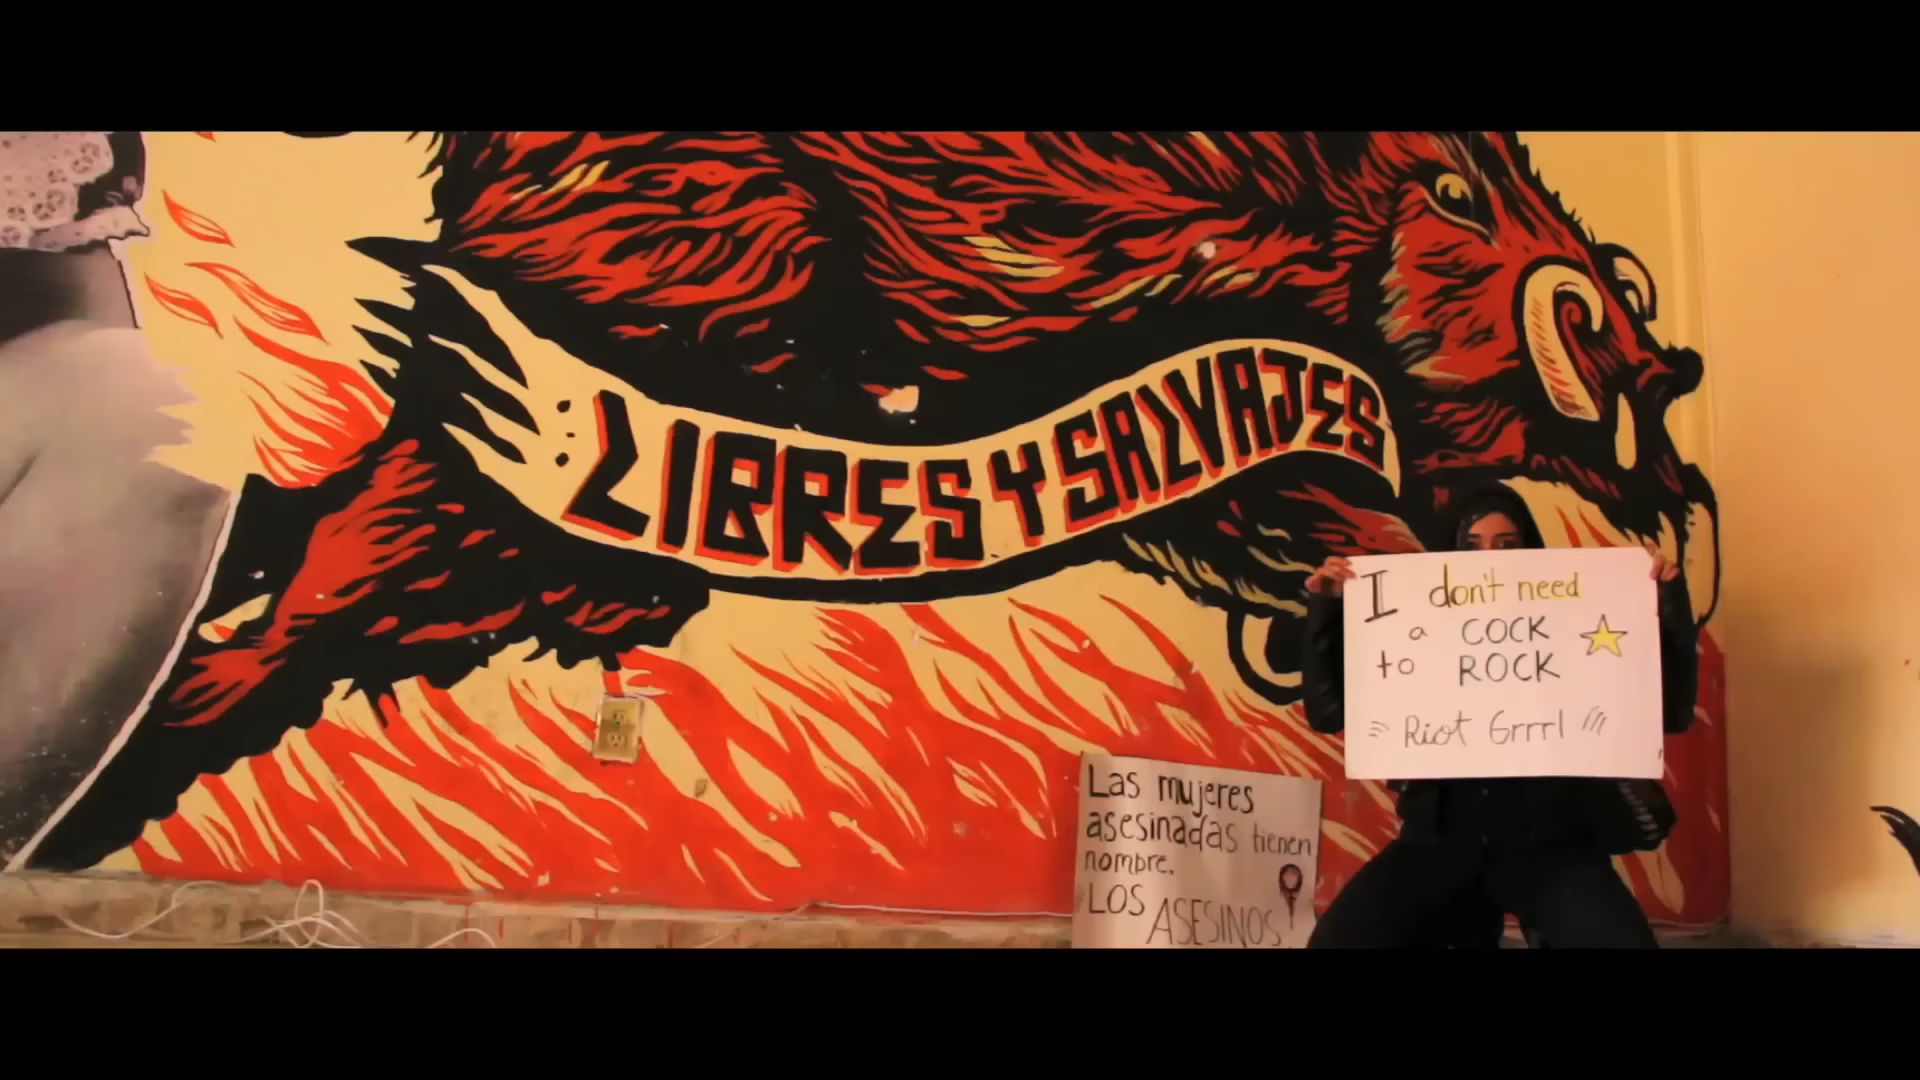 LIBRES Y SALVAJES
I don't need
a COCK
to ROCK
Riot Grrrl
Las mujeres
asesinadas tienen
nombre.
LOS ASESINOS